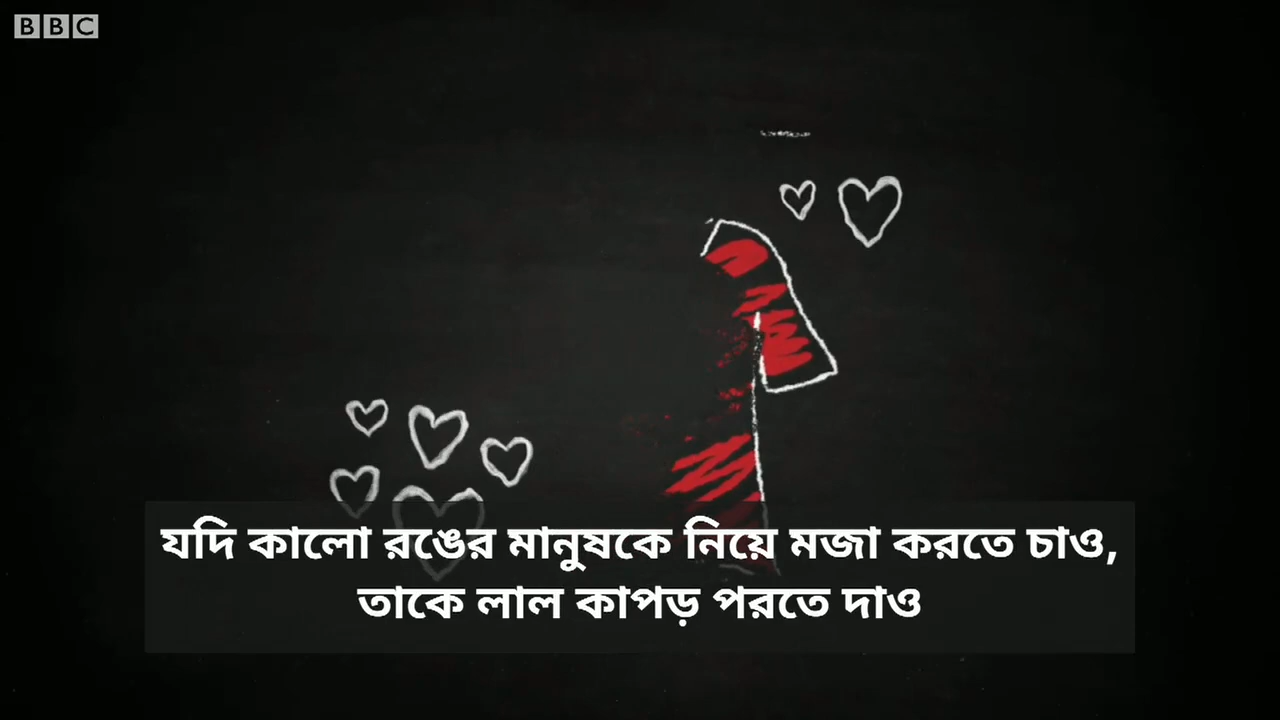 BBC
যদি কালো রঙের মানুষকে নিয়ে মজা করতে চাও,
তাকে লাল কাপড় পরতে দাও